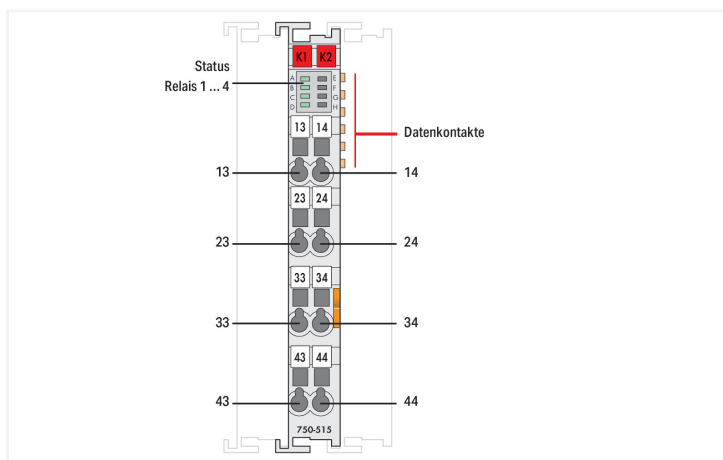 K1 K2
Status
Relais 1 ... 4
A E
B F
C G
D H
Datenkontakte
13 14
13 14
23 24
23 24
33 34
33 34
43 44
43 44
750-515